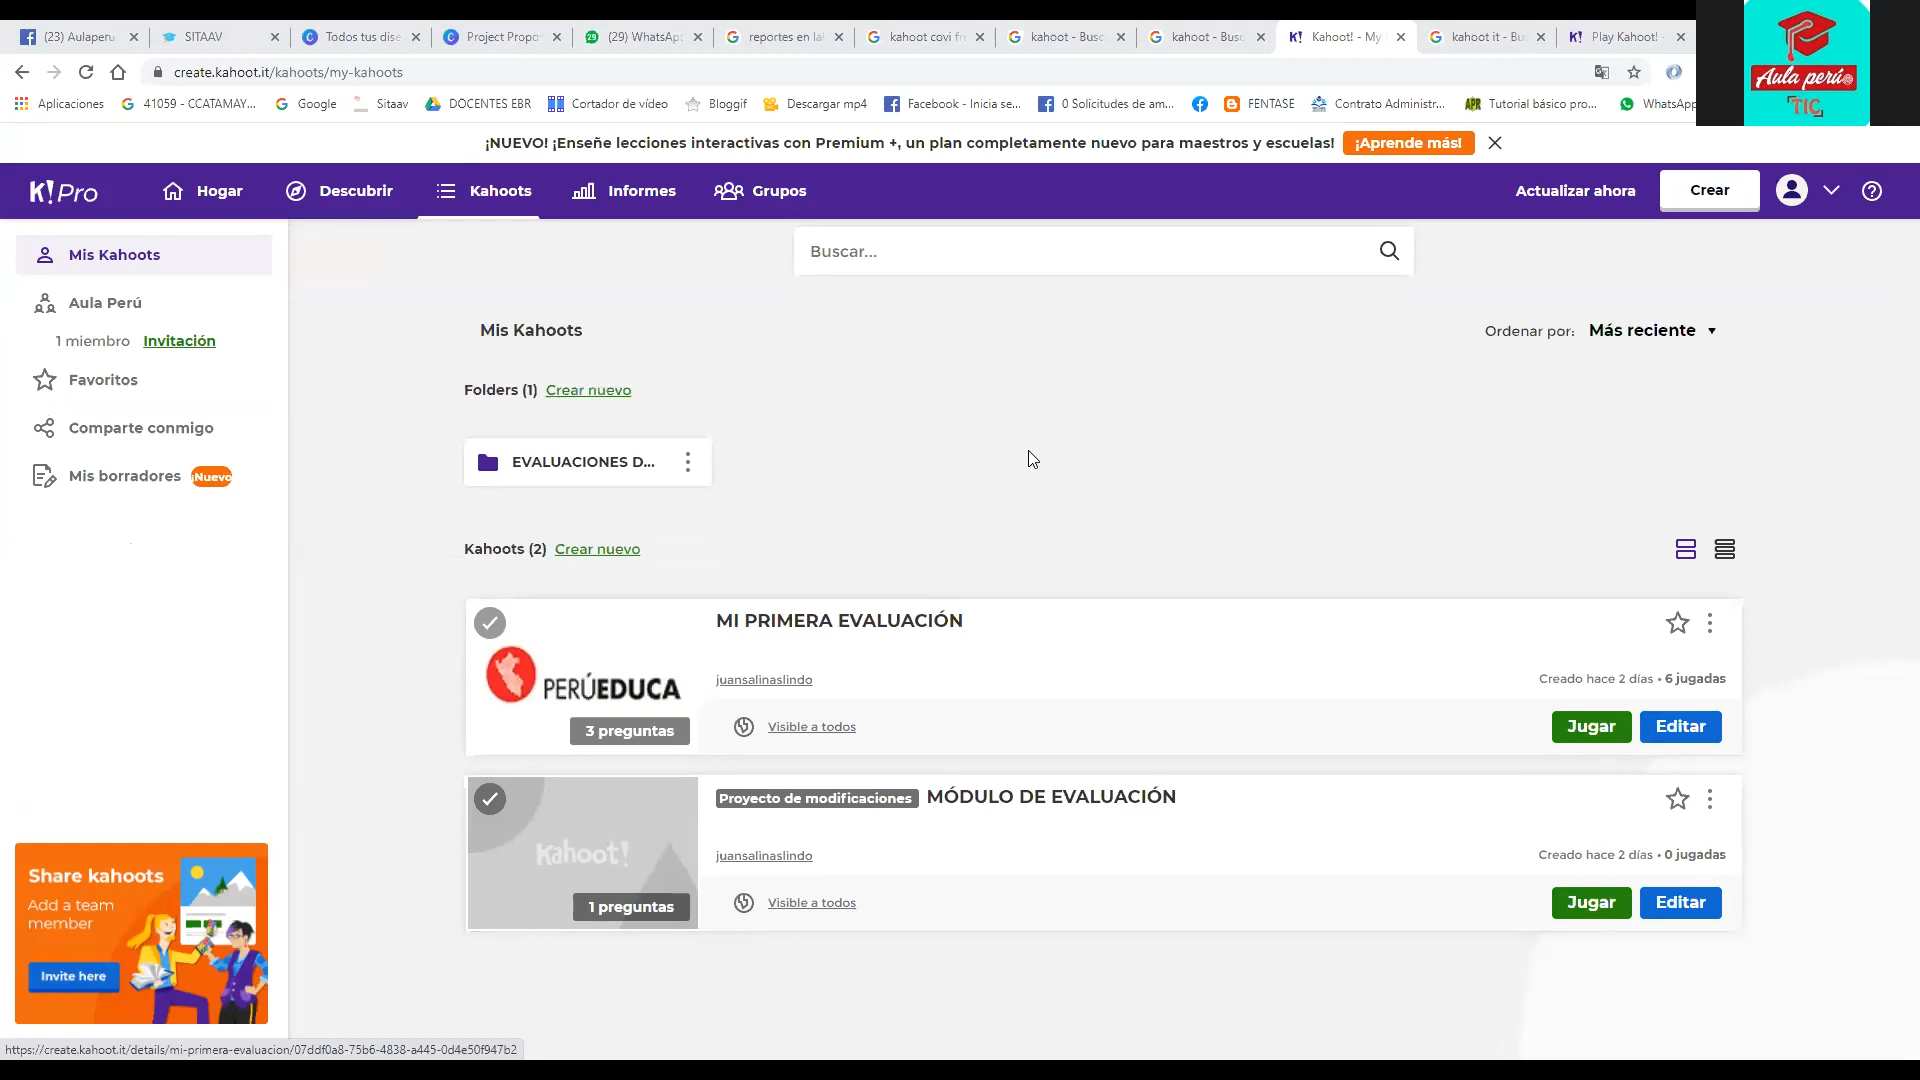 (23) Aulaperu
SITAAV
Todos tus dise
Project Propo
(29) WhatsAp
reportes en la
kahoot covi fr
kahoot - Busc
kahoot - Busc
Kahoot! - My
kahoot it - Bu
Play Kahoot! -
create.kahoot.it/kahoots/my-kahoots
Aplicaciones
41059 - CCATAMAY...
Google
Sitaav
DOCENTES EBR
Cortador de vídeo
Bloggif
Descargar mp4
Facebook - Inicia se...
0 Solicitudes de am...
FENTASE
Contrato Administr...
Tutorial básico pro...
WhatsApp
Aula perú
TIC
¡NUEVO! ¡Enseñe lecciones interactivas con Premium +, un plan completamente nuevo para maestros y escuelas!
¡Aprende más!
K! Pro
Hogar
Descubrir
Kahoots
Informes
Grupos
Actualizar ahora
Crear
Mis Kahoots
Aula Perú
1 miembro Invitación
Favoritos
Comparte conmigo
Mis borradores ¡Nuevo
Buscar...
Mis Kahoots
Ordenar por: Más reciente
Folders (1) Crear nuevo
EVALUACIONES D...
Kahoots (2) Crear nuevo
MI PRIMERA EVALUACIÓN
PERÚEDUCA
3 preguntas
juansalinaslindo
Creado hace 2 días • 6 jugadas
Visible a todos
Jugar
Editar
Proyecto de modificaciones MÓDULO DE EVALUACIÓN
Kahoot!
1 preguntas
juansalinaslindo
Creado hace 2 días • 0 jugadas
Visible a todos
Jugar
Editar
Share kahoots
Add a team
member
Invite here
https://create.kahoot.it/details/mi-primera-evaluacion/07ddf0a8-75b6-4838-a445-0d4e50f947b2